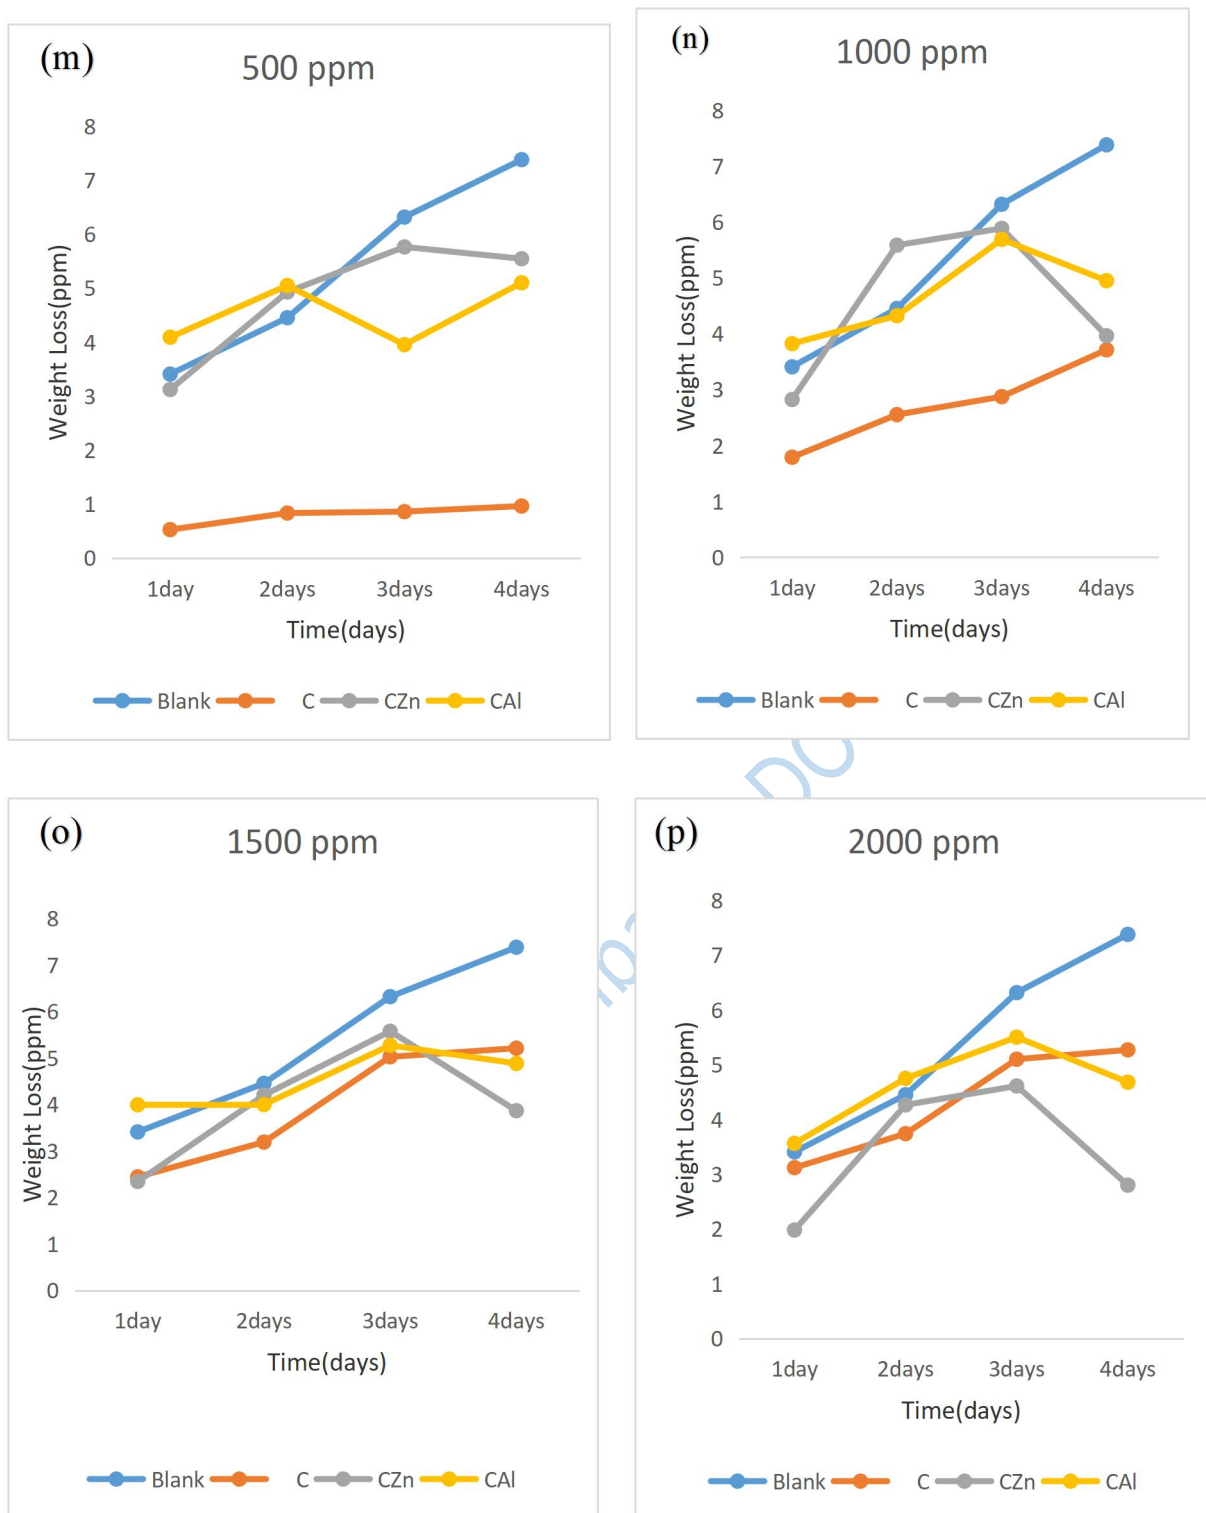 (m)
500 ppm
8
7
6
5
4
3
2
1
0
Weight Loss(ppm)
1day 2days 3days 4days
Time(days)
Blank C CZn CAl
(n)
1000 ppm
8
7
6
5
4
3
2
1
0
Weight Loss(ppm)
1day 2days 3days 4days
Time(days)
Blank C CZn CAl
(o)
1500 ppm
8
7
6
5
4
3
2
1
0
Weight Loss(ppm)
1day 2days 3days 4days
Time(days)
Blank C CZn CAl
(p)
2000 ppm
8
7
6
5
4
3
2
1
0
Weight Loss(ppm)
1day 2days 3days 4days
Time(days)
Blank C CZn CAl